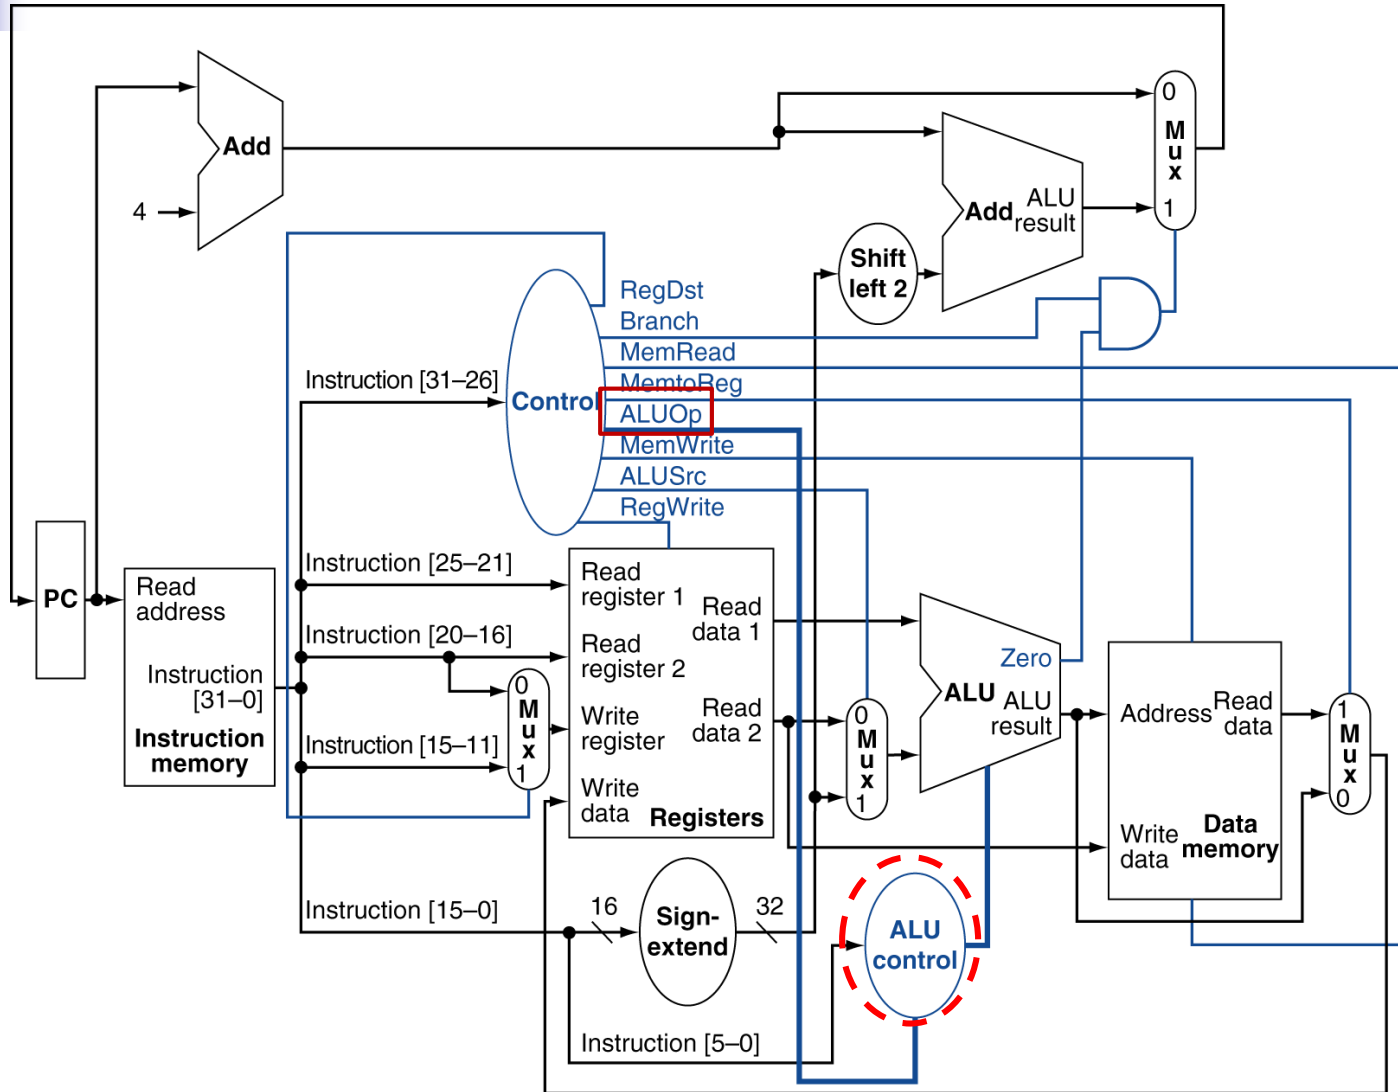 Add
4
0
Mux
1
Add
ALU
result
Shift
left 2
RegDst
Branch
MemRead
MemtoReg
ALUOp
MemWrite
ALUSrc
RegWrite
Control
Instruction [31–26]
PC
Read
address
Instruction
[31–0]
Instruction
memory
Instruction [25–21]
Instruction [20–16]
Instruction [15–11]
0
Mux
1
Read
register 1
Read
register 2
Write
register
Write
data
Read
data 1
Read
data 2
Registers
0
Mux
1
Zero
ALU
ALU
result
Address
Read
data
Write
data
Data
memory
1
Mux
0
Instruction [15–0]
16
Sign-
extend
32
ALU
control
Instruction [5–0]